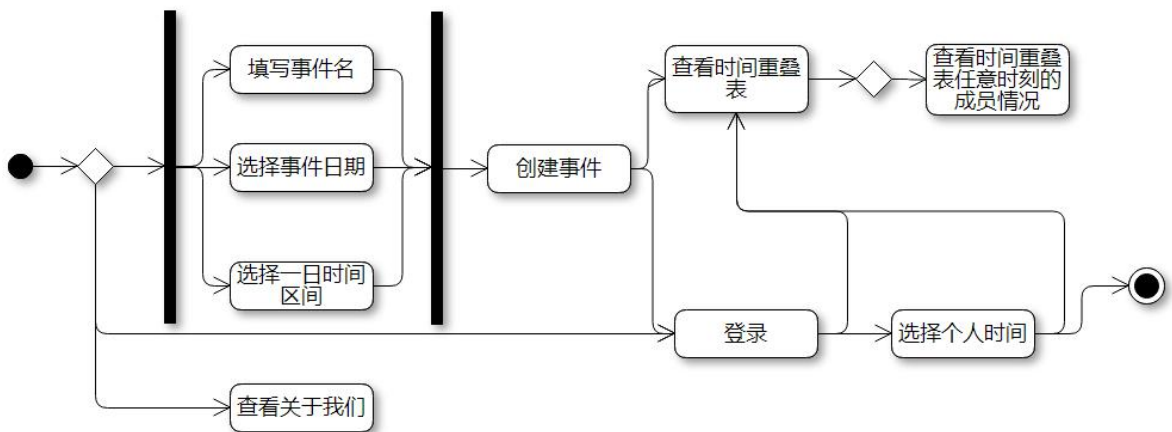 填写事件名
选择事件日期
选择一日时间
区间
创建事件
查看时间重叠
表
查看时间重叠
表任意时刻的
成员情况
登录
选择个人时间
查看关于我们